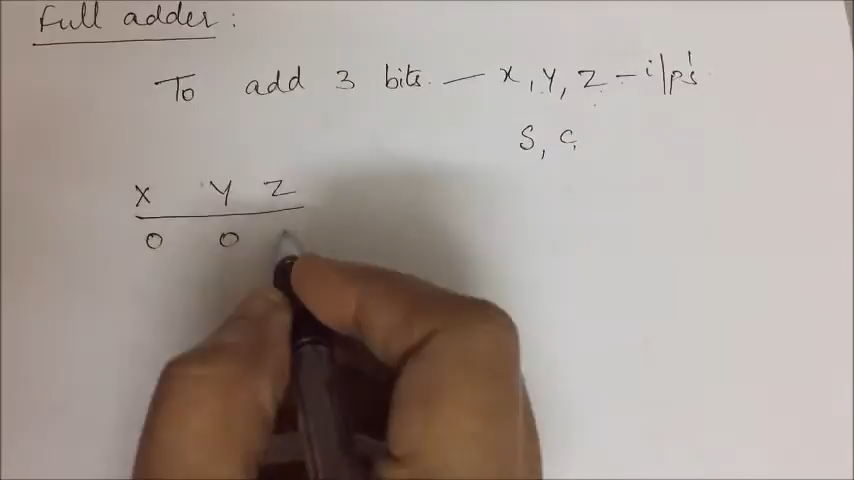 Full adder :
To add 3 bits. — x, y, z – i/p's
S, C
X Y Z
0 0